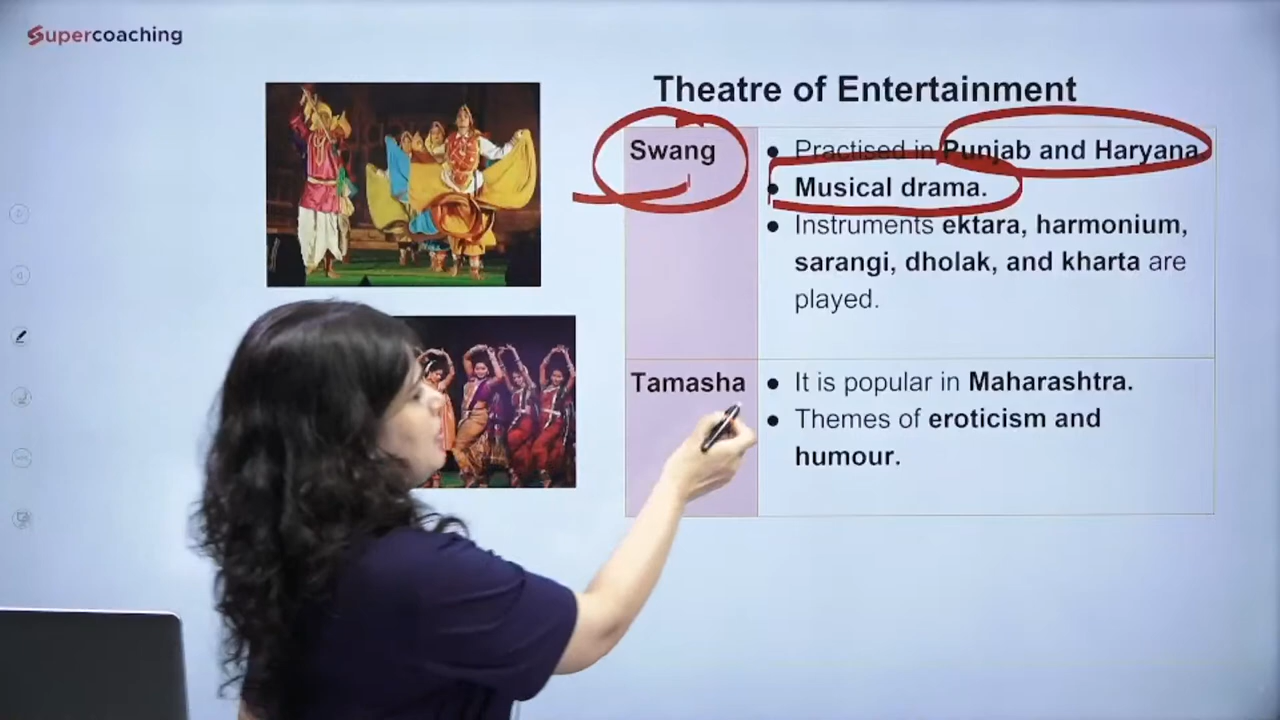 Supercoaching
Theatre of Entertainment
Swang
● Practised in Punjab and Haryana
● Musical drama.
● Instruments ektara, harmonium,
sarangi, dholak, and kharta are
played.
Tamasha
● It is popular in Maharashtra.
● Themes of eroticism and
humour.